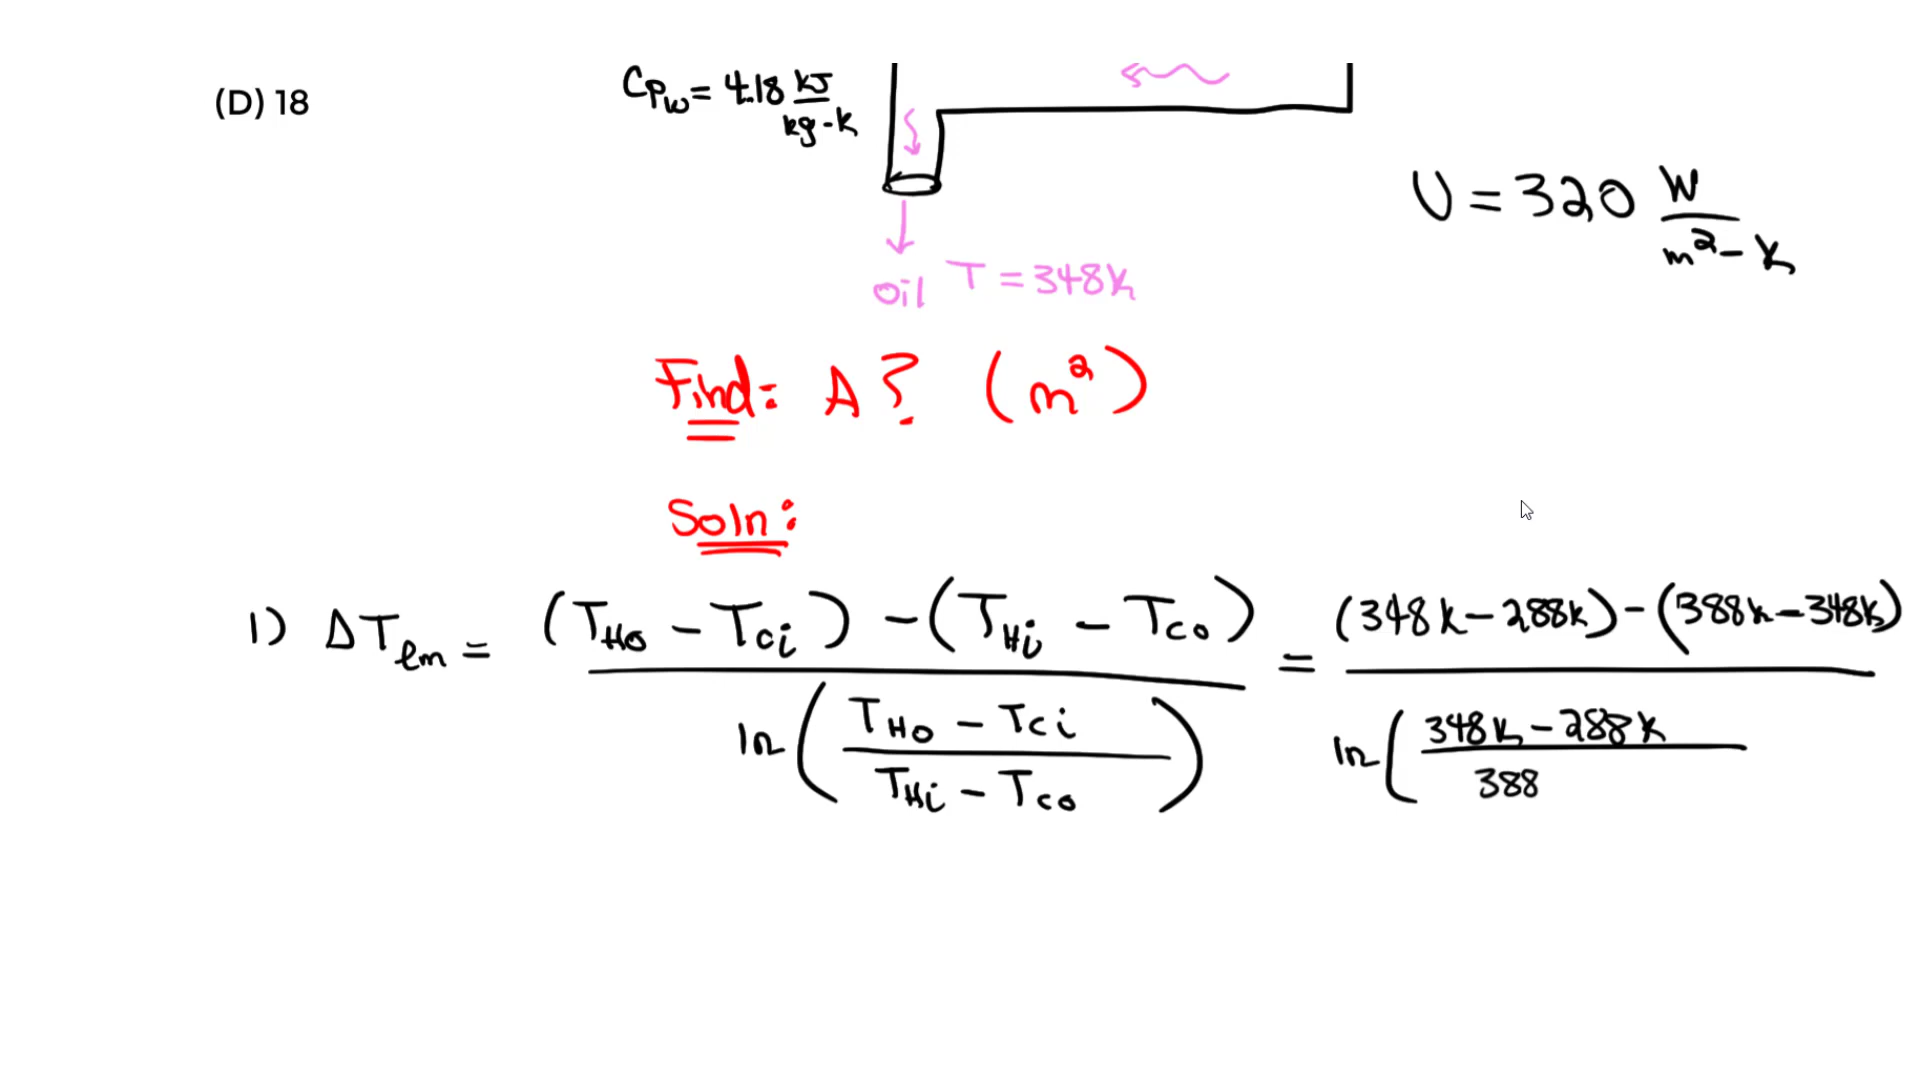 (D) 18
CPw = 4.18 kJ/kg-K
U = 320 W/m²-K
oil T = 348K
Find: A? (m²)
Soln:
1) ΔTlm = (THo - TCi) - (THi - TCo) / ln(THo - TCi / THi - TCo) = (348K - 288K) - (388K - 348K) / ln(348K - 288K / 388